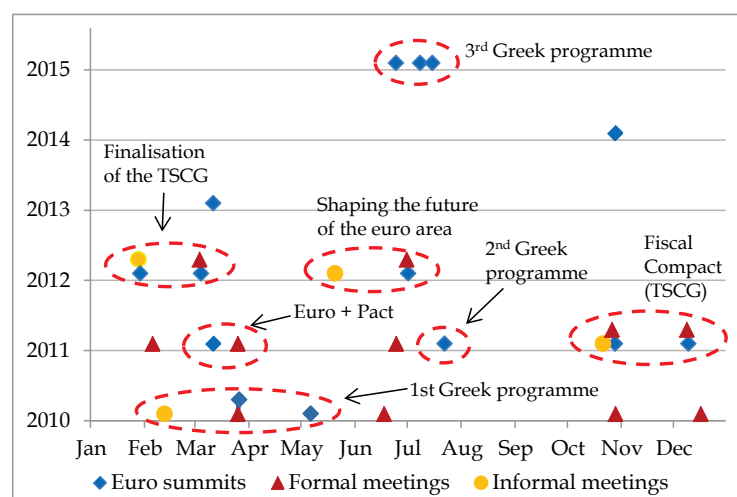 3rd Greek programme
2015
2014
Finalisation
of the TSCG
2013
Shaping the future
of the euro area
2nd Greek
programme
Fiscal
Compact
(TSCG)
2012
Euro + Pact
2011
1st Greek programme
2010
Jan Feb Mar Apr May Jun Jul Aug Sep Oct Nov Dec
Euro summits Formal meetings Informal meetings